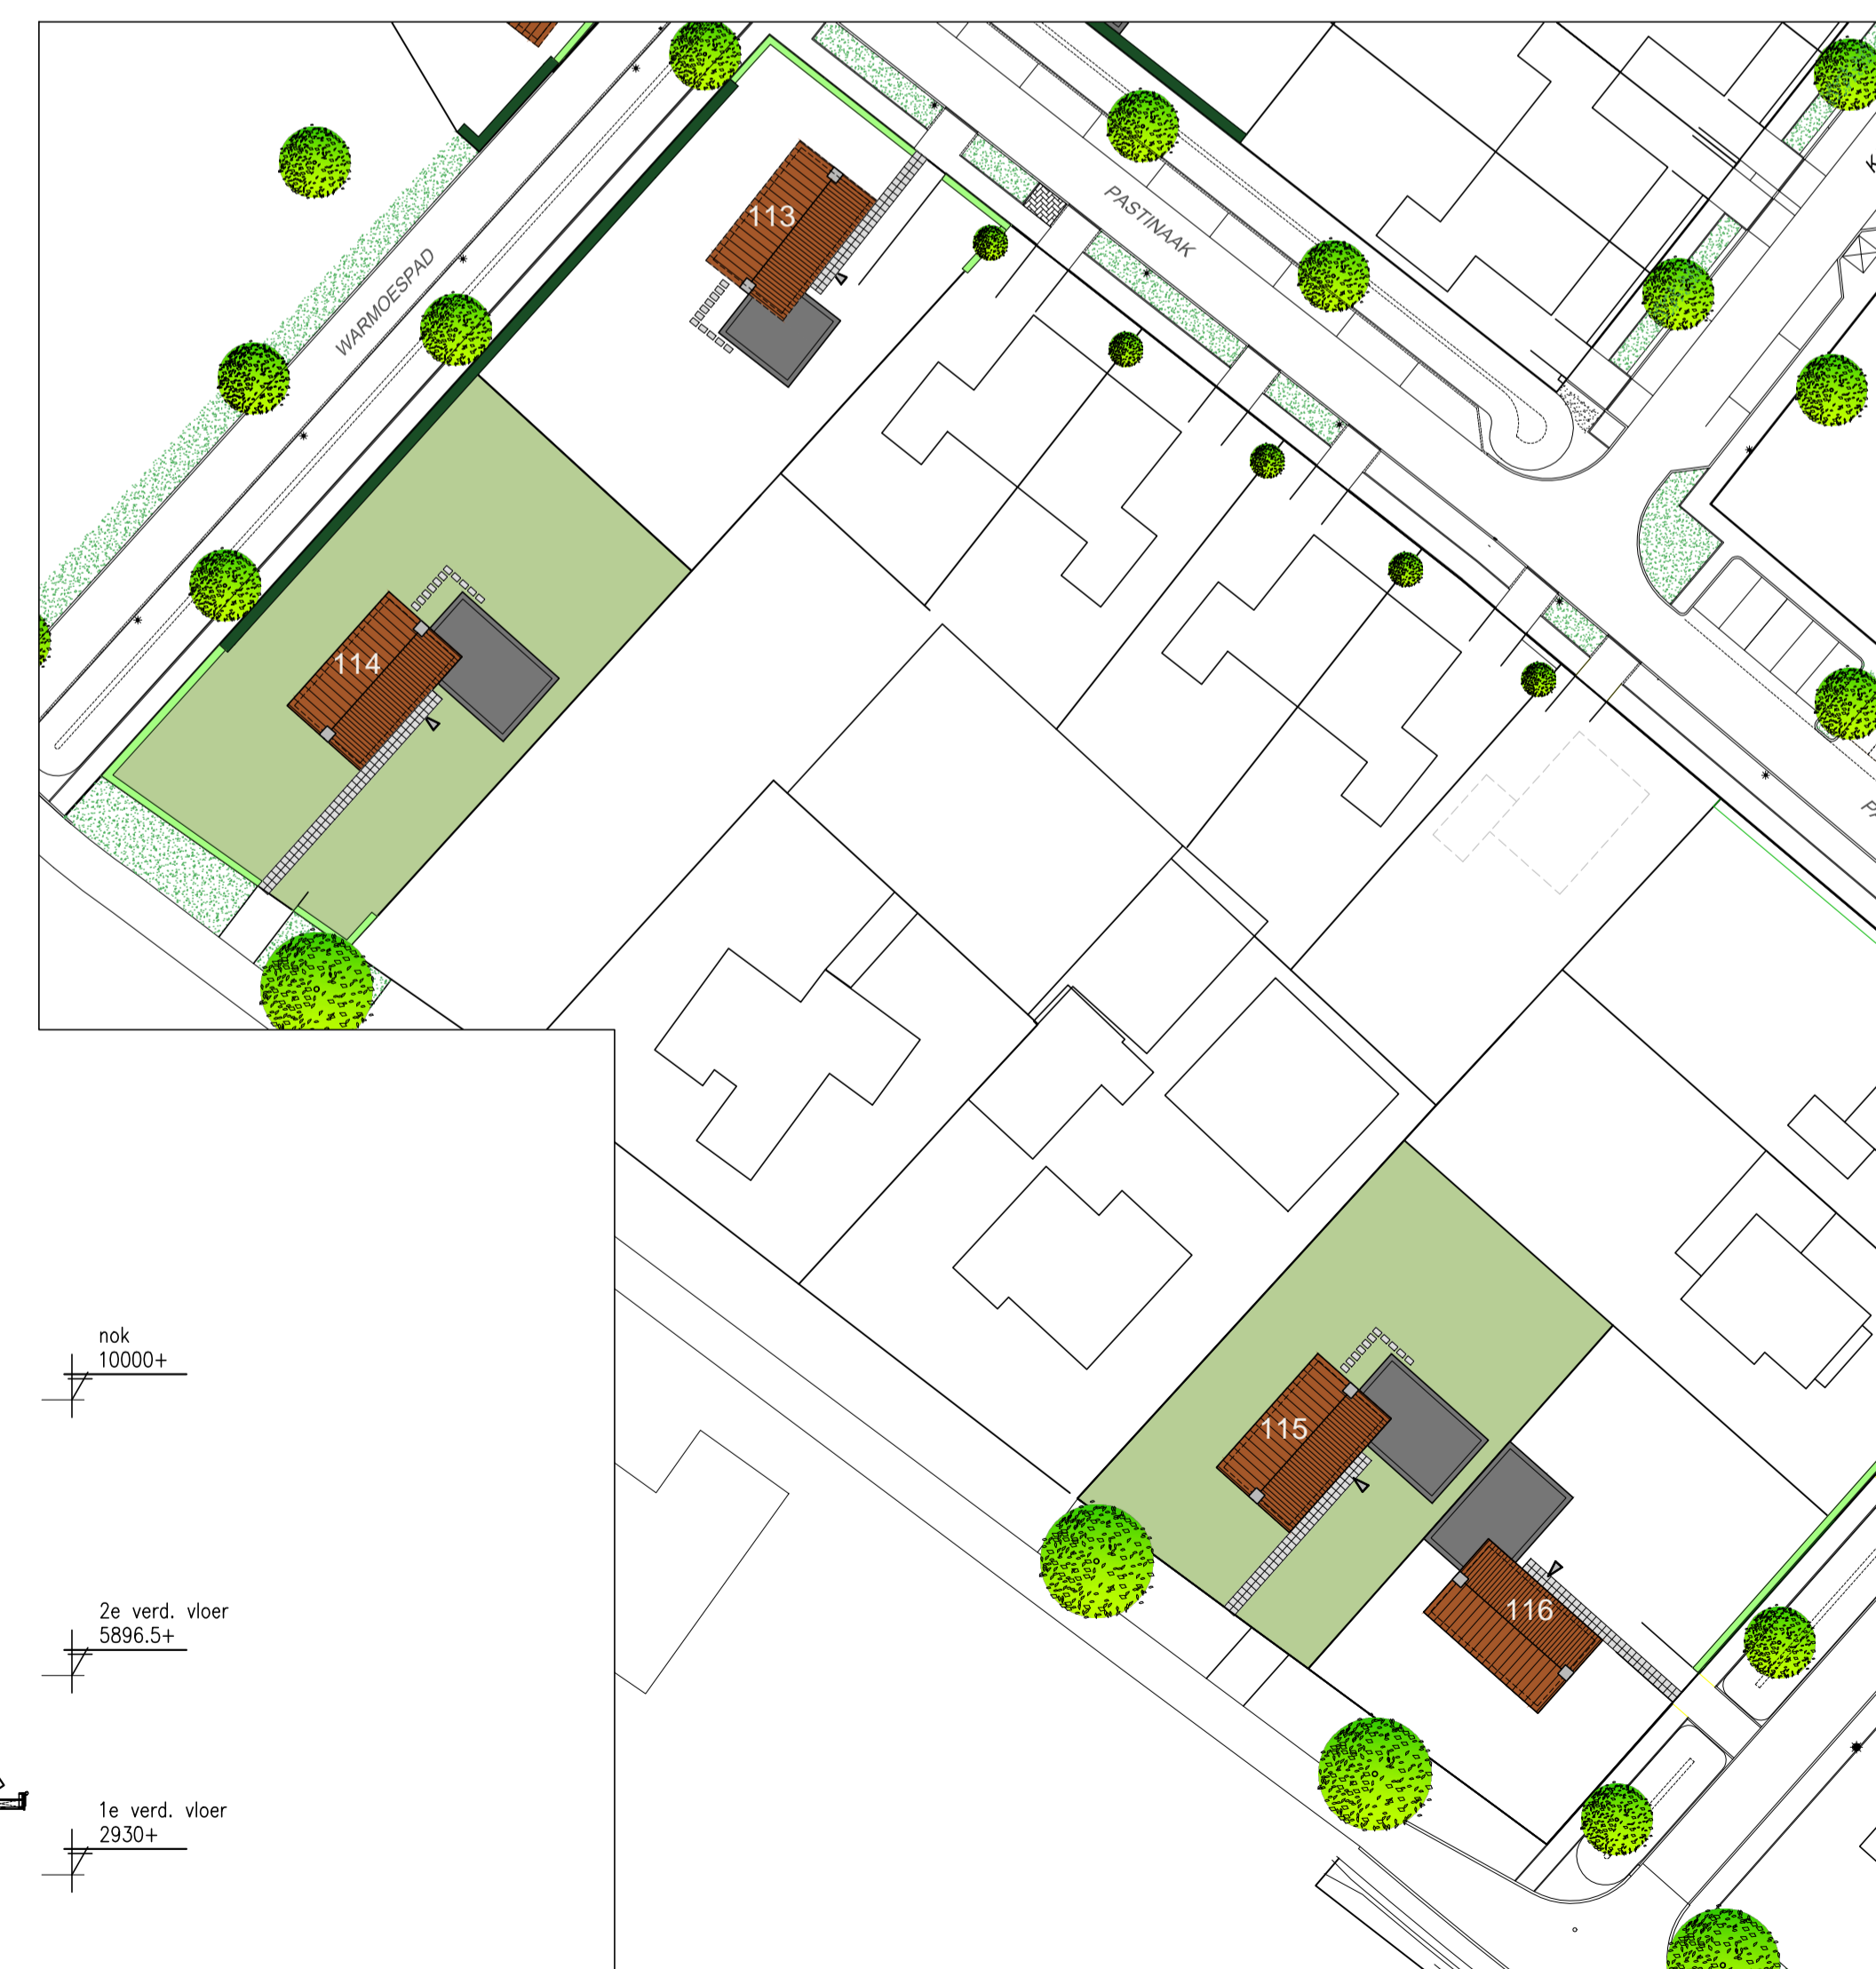 113
PASTINAAK
WARMOESPAD
114
115
116
nok
10000+
2e verd. vloer
5896.5+
1e verd. vloer
2930+